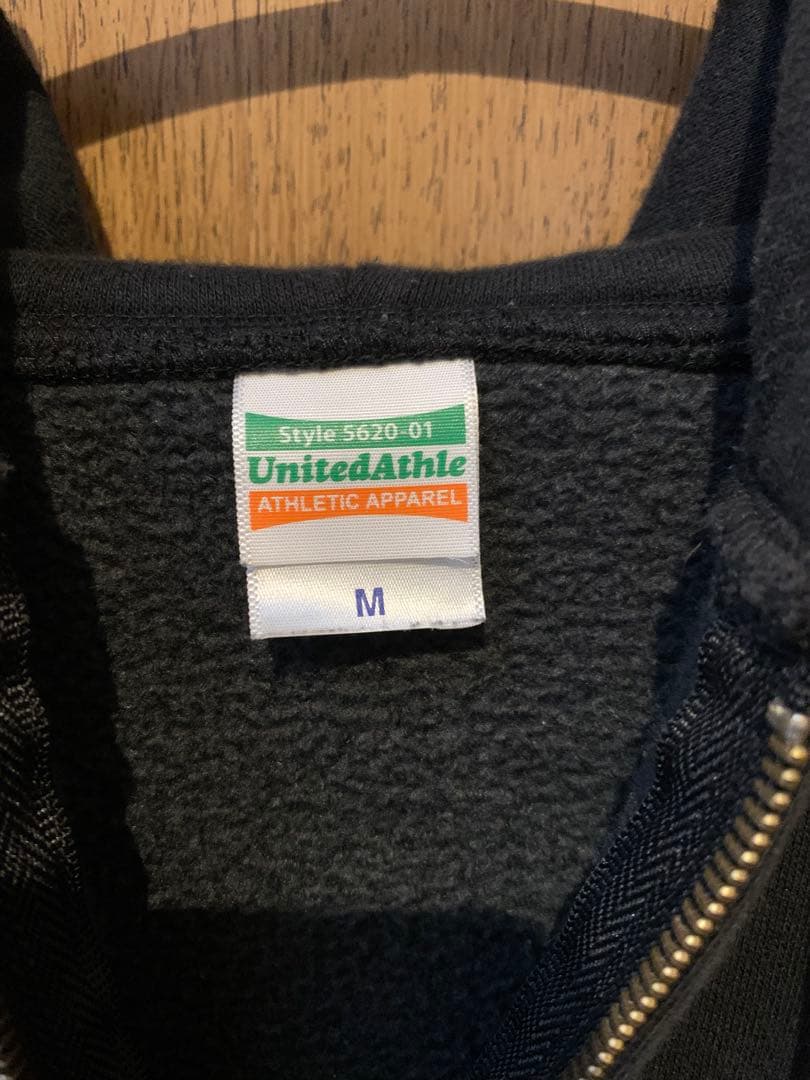 Style 5620-01
UnitedAthle
ATHLETIC APPAREL
M